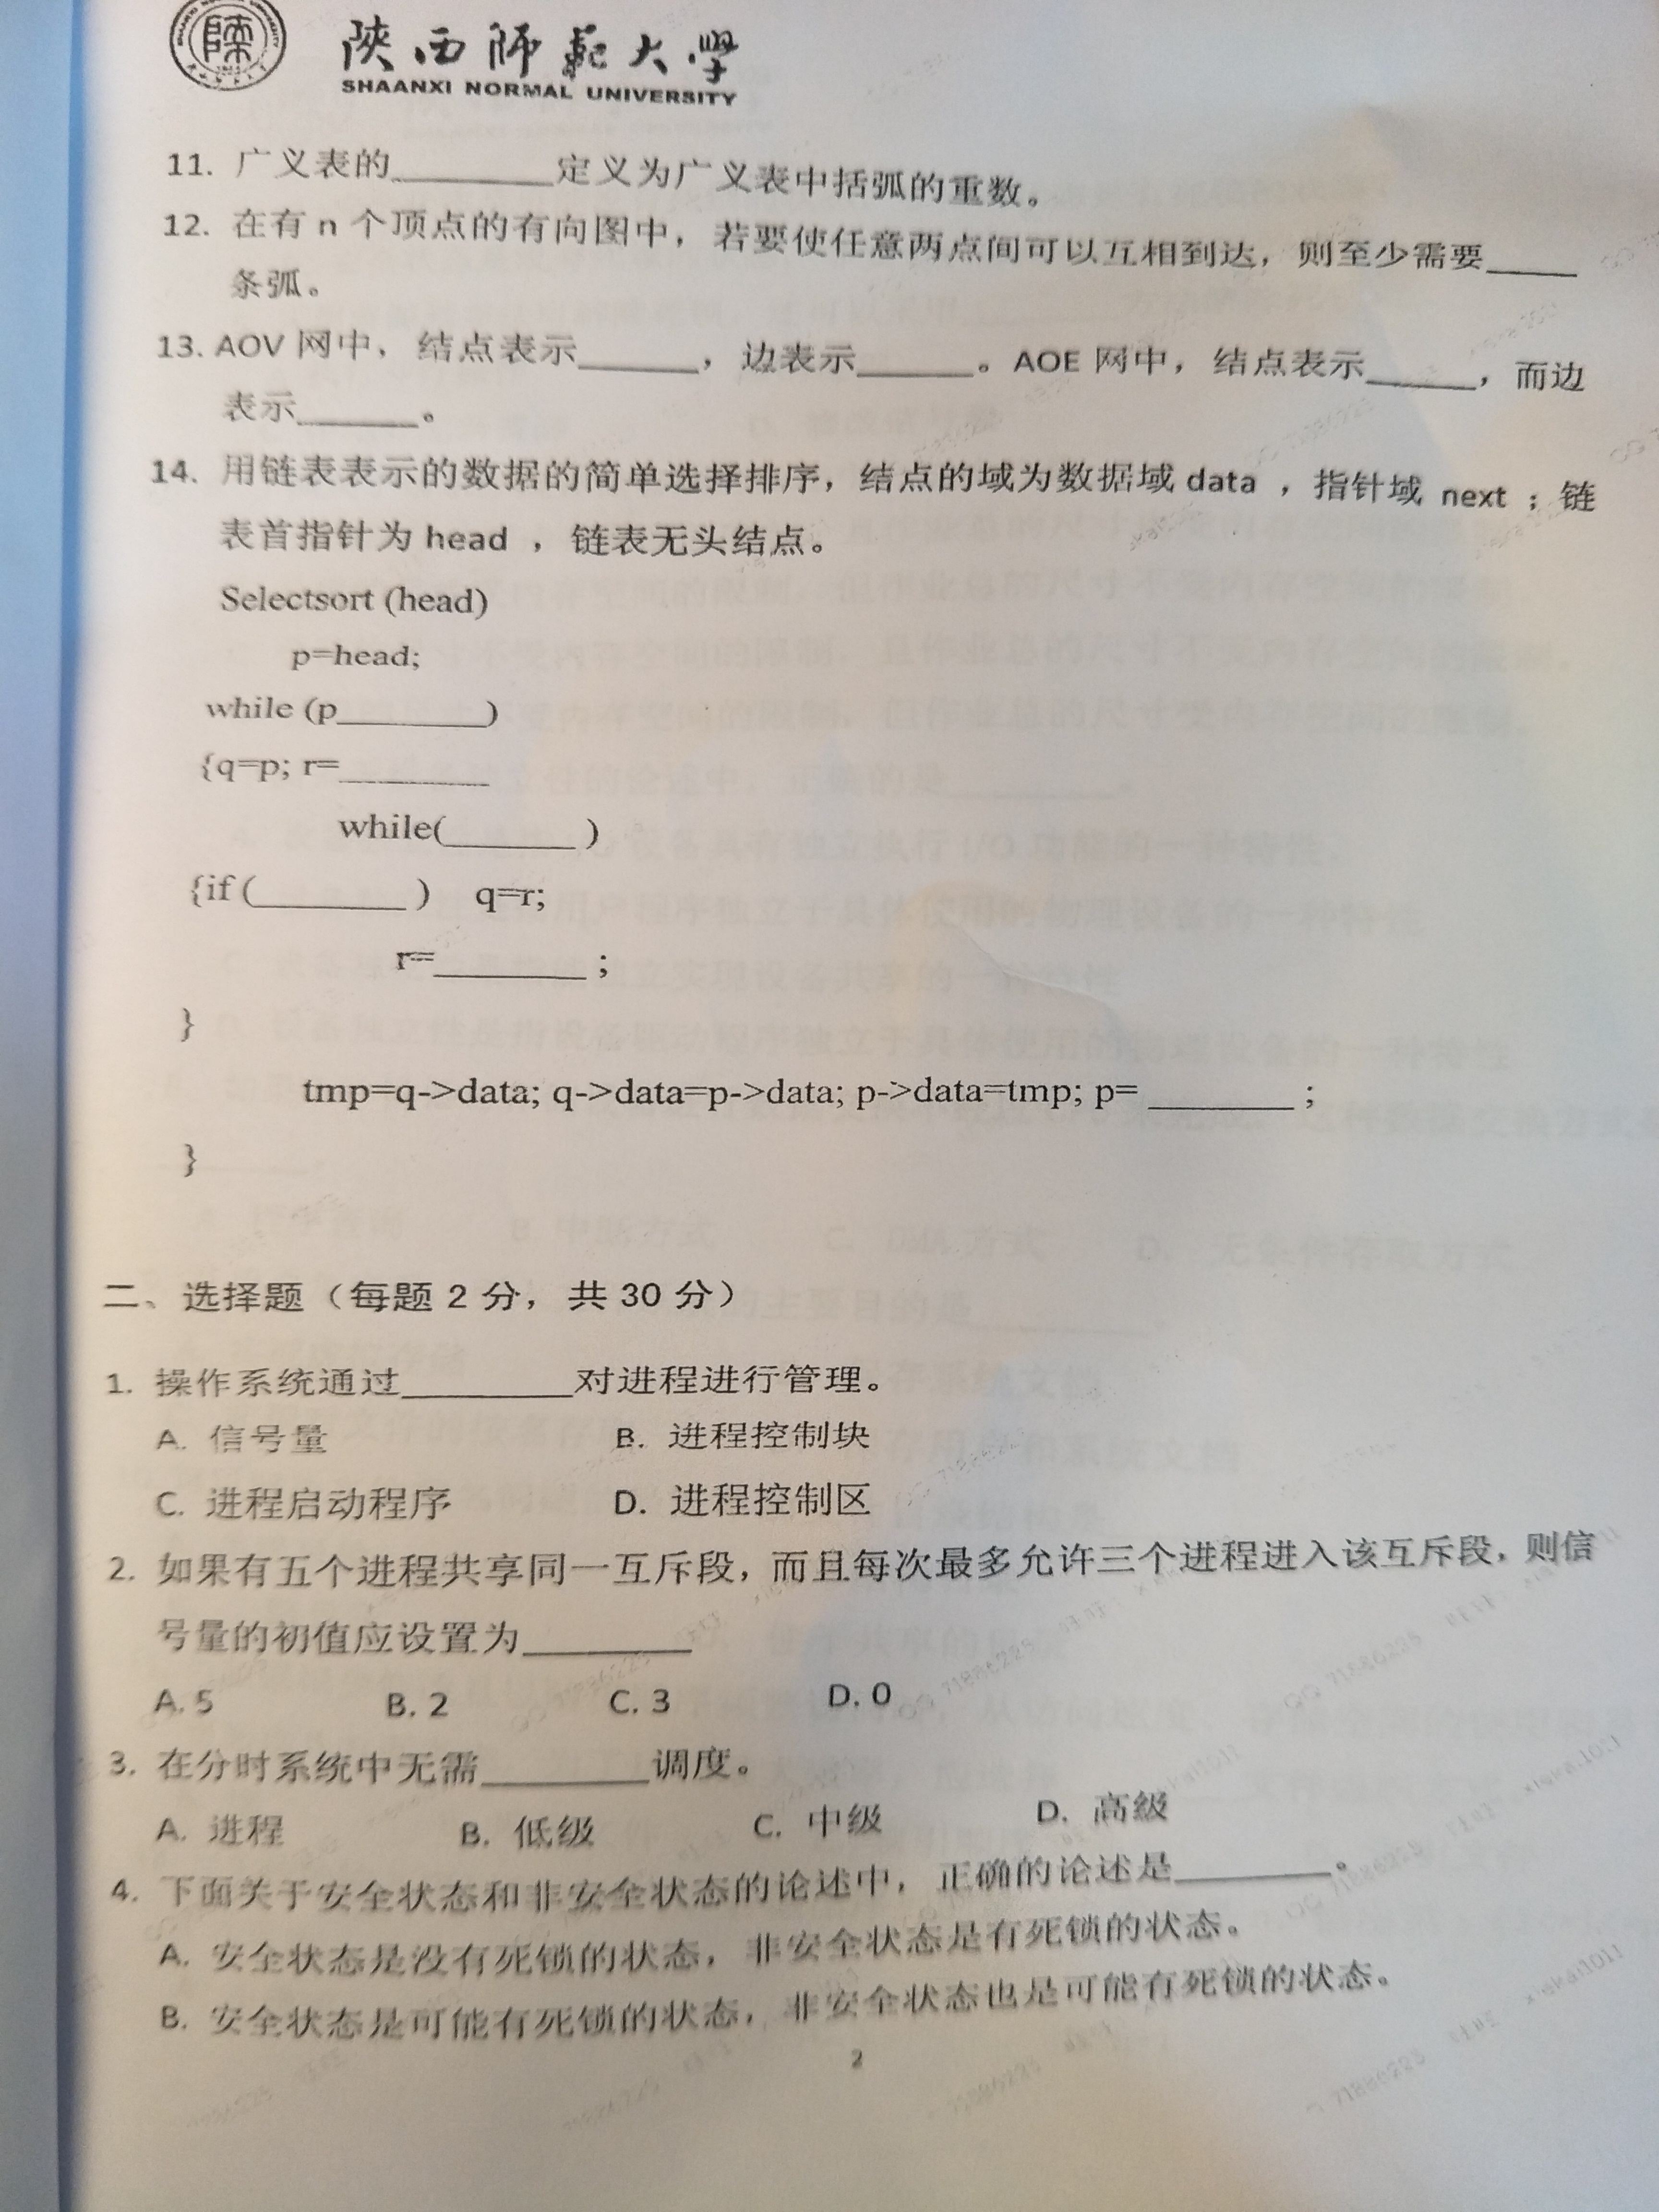 陕西师范大学
SHAANXI NORMAL UNIVERSITY
11. 广义表的________定义为广义表中括弧的重数。
12. 在有 n 个顶点的有向图中，若要使任意两点间可以互相到达，则至少需要____
条弧。
13. AOV 网中，结点表示______，边表示______。AOE 网中，结点表示______，而边
表示______。
14. 用链表表示的数据的简单选择排序，结点的域为数据域 data ，指针域 next ；链
表首指针为 head ，链表无头结点。
Selectsort (head)
p=head;
while (p________)
{q=p; r=________
while(_______ )
{if (________ ) q=r;
r=________ ;
}
tmp=q->data; q->data=p->data; p->data=tmp; p= ________ ;
}
二、选择题（每题 2 分，共 30 分）
1. 操作系统通过________对进程进行管理。
A. 信号量 B. 进程控制块
C. 进程启动程序 D. 进程控制区
2. 如果有五个进程共享同一互斥段，而且每次最多允许三个进程进入该互斥段，则信
号量的初值应设置为________
A. 5 B. 2 C. 3 D. 0
3. 在分时系统中无需________调度。
A. 进程 B. 低级 C. 中级 D. 高級
4. 下面关于安全状态和非安全状态的论述中，正确的论述是________。
A. 安全状态是没有死锁的状态，非安全状态是有死锁的状态。
B. 安全状态是可能有死锁的状态，非安全状态也是可能有死锁的状态。
2